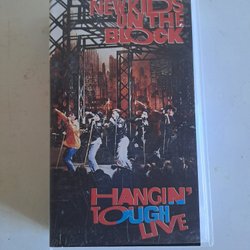 NEW KIDS
ON THE
BLOCK
HANGIN'
TOUGH
LIVE